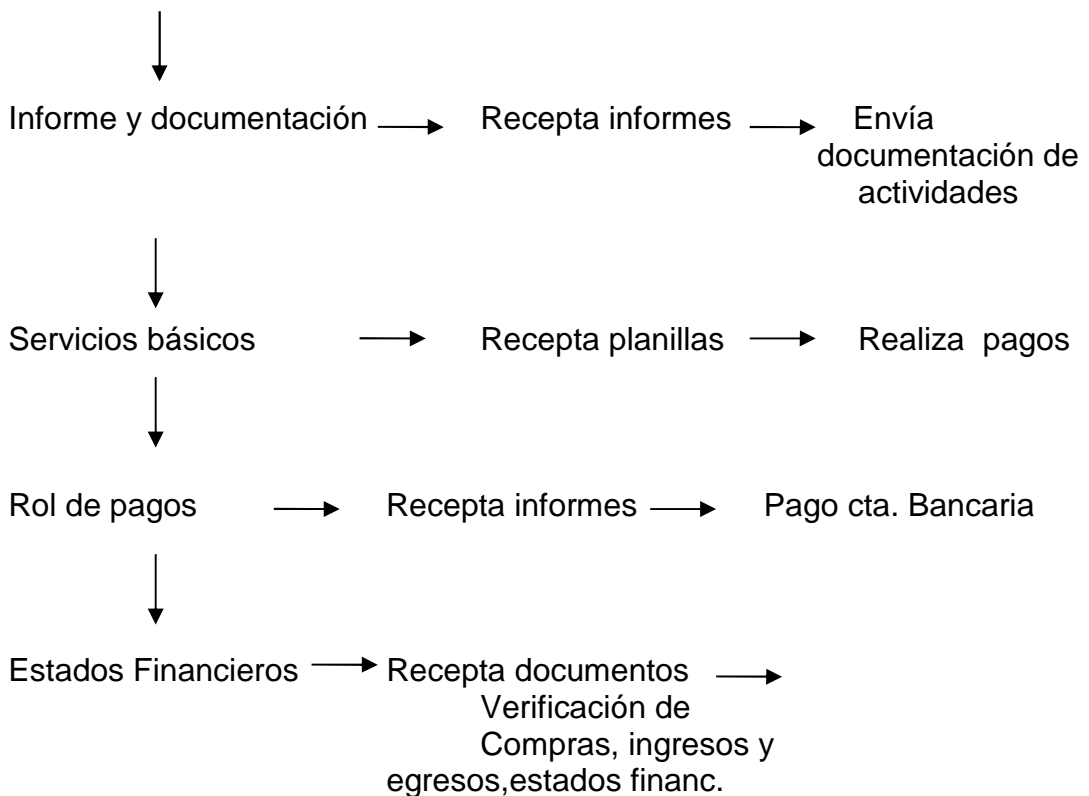 Informe y documentación Recepta informes Envía
documentación de
actividades
Servicios básicos Recepta planillas Realiza pagos
Rol de pagos Recepta informes Pago cta. Bancaria
Estados Financieros Recepta documentos
Verificación de
Compras, ingresos y
egresos,estados financ.